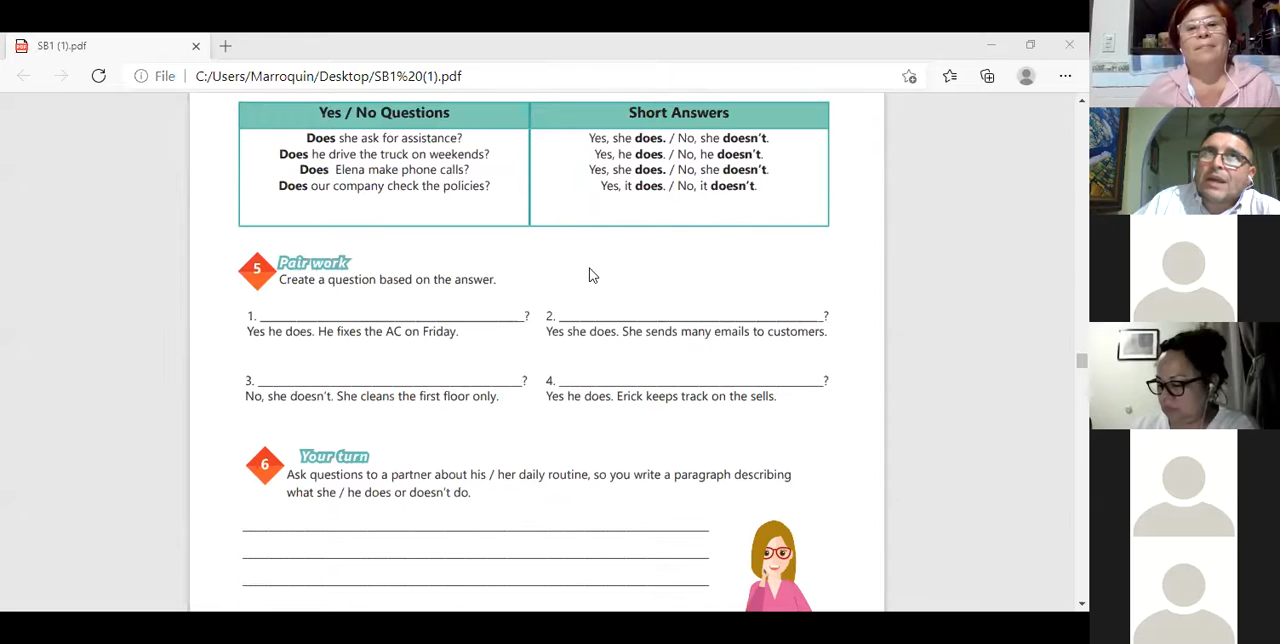 SB1 (1).pdf
File
C:/Users/Marroquin/Desktop/SB1%20(1).pdf
Yes / No Questions
Short Answers
Does she ask for assistance?
Yes, she does. / No, she doesn't.
Does he drive the truck on weekends?
Yes, he does. / No, he doesn't.
Does Elena make phone calls?
Yes, she does. / No, she doesn't.
Does our company check the policies?
Yes, it does. / No, it doesn't.
5
Pair work
Create a question based on the answer.
1. ______________________________?
Yes he does. He fixes the AC on Friday.
2. ______________________________?
Yes she does. She sends many emails to customers.
3. ______________________________?
No, she doesn't. She cleans the first floor only.
4. ______________________________?
Yes he does. Erick keeps track on the sells.
6
Your turn
Ask questions to a partner about his / her daily routine, so you write a paragraph describing
what she / he does or doesn't do.